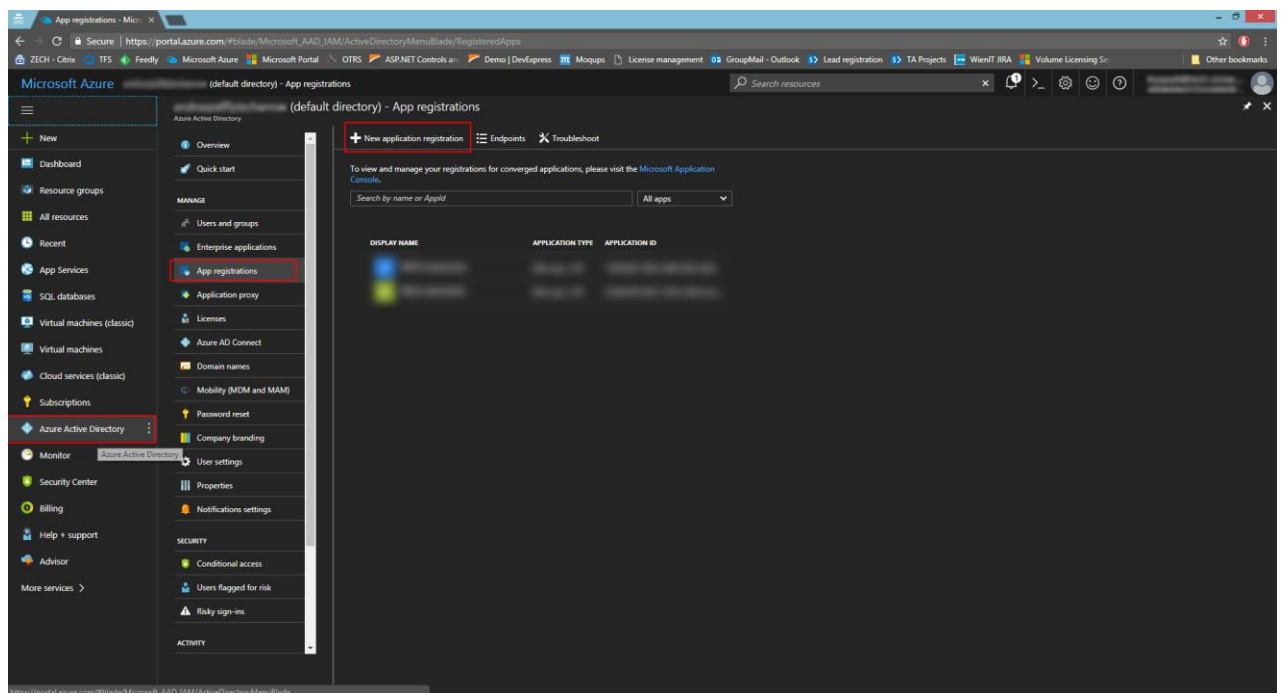 App registrations - Micr
Secure | https://portal.azure.com/#blade/Microsoft_AAD_IAM/ActiveDirectoryMenuBlade/RegisteredApps
ZECH - Citrix TFS Feedly Microsoft Azure Microsoft Portal OTRS ASP.NET Controls an Demo | DevExpress Moqups License management GroupMail - Outlook Lead registration TA Projects WienIT JIRA Volume Licensing Se Other bookmarks
Microsoft Azure (default directory) - App registrations
Search resources
(default directory) - App registrations
Azure Active Directory
New
Dashboard
Resource groups
All resources
Recent
App Services
SQL databases
Virtual machines (classic)
Virtual machines
Cloud services (classic)
Subscriptions
Azure Active Directory
Monitor
Azure Active Directory
Security Center
Billing
Help + support
Advisor
More services >
Overview
Quick start
MANAGE
Users and groups
Enterprise applications
App registrations
Application proxy
Licenses
Azure AD Connect
Domain names
Mobility (MDM and MAM)
Password reset
Company branding
User settings
Properties
Notifications settings
SECURITY
Conditional access
Users flagged for risk
Risky sign-ins
ACTIVITY
New application registration Endpoints Troubleshoot
To view and manage your registrations for converged applications, please visit the Microsoft Application
Console.
Search by name or AppId All apps
DISPLAY NAME APPLICATION TYPE APPLICATION ID
https://portal.azure.com/#blade/Microsoft_AAD_IAM/ActiveDirectoryMenuBlade